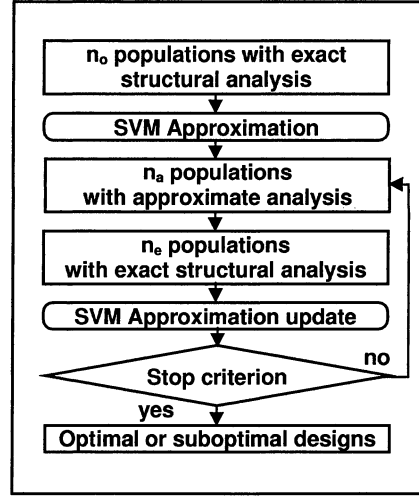 nₒ populations with exact
structural analysis
SVM Approximation
nₐ populations
with approximate analysis
nₑ populations
with exact structural analysis
SVM Approximation update
no
Stop criterion
yes
Optimal or suboptimal designs